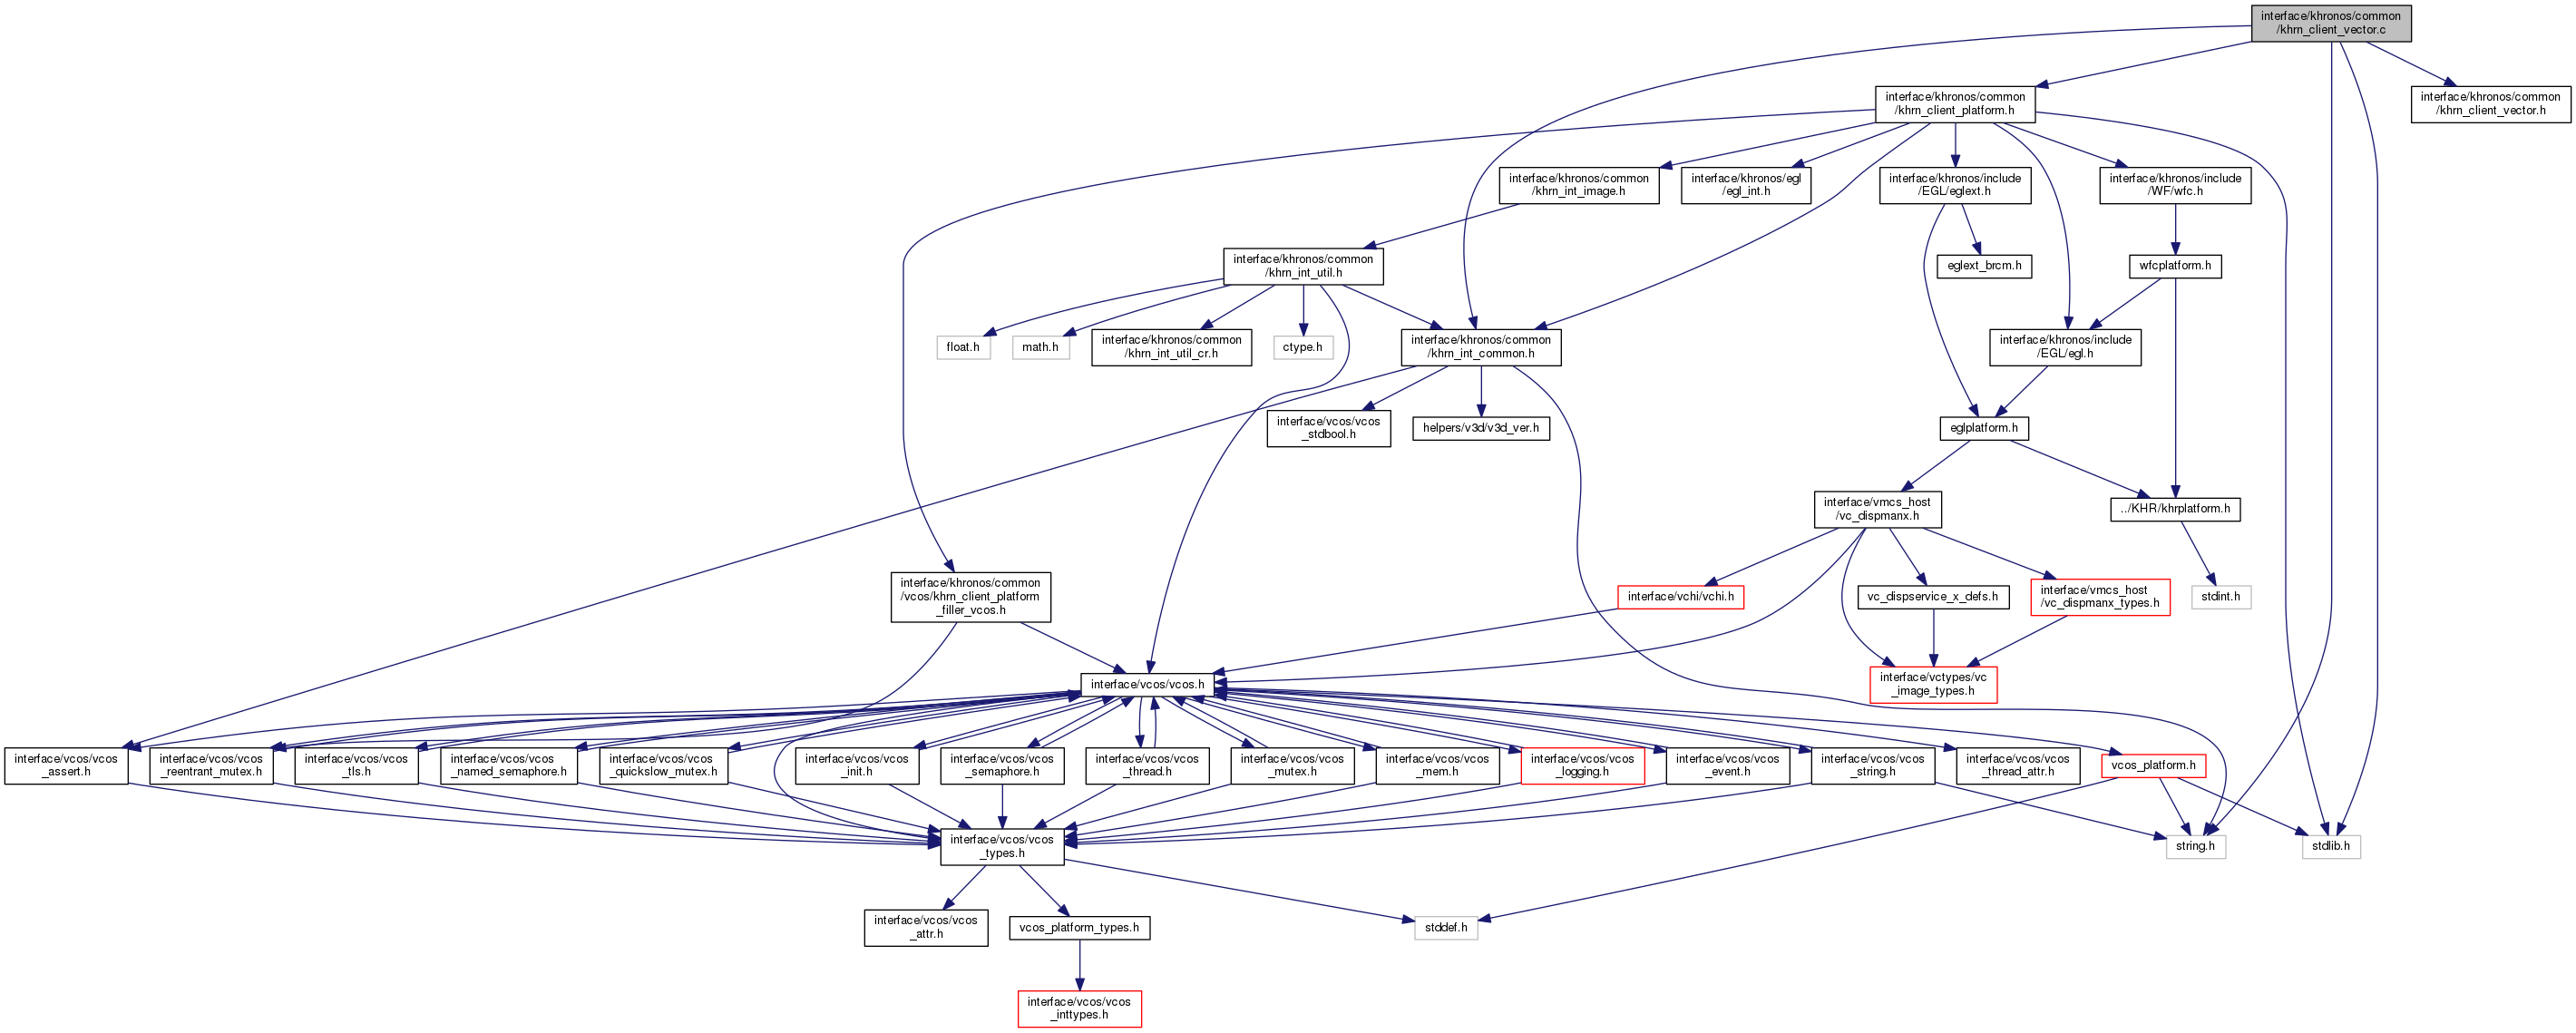 interface/khronos/common
/khrn_client_vector.c
interface/khronos/common
/khrn_client_platform.h
interface/khronos/common
/khrn_client_vector.h
interface/khronos/common
/khrn_int_image.h
interface/khronos/egl
/egl_int.h
interface/khronos/include
/EGL/eglext.h
interface/khronos/include
/WF/wfc.h
interface/khronos/common
/khrn_int_util.h
eglext_brcm.h
wfcplatform.h
float.h
math.h
interface/khronos/common
/khrn_int_util_cr.h
ctype.h
interface/khronos/common
/khrn_int_common.h
interface/khronos/include
/EGL/egl.h
interface/vcos/vcos
_stdbool.h
helpers/v3d/v3d_ver.h
eglplatform.h
interface/vmcs_host
/vc_dispmanx.h
../KHR/khrplatform.h
interface/khronos/common
/vcos/khrn_client_platform
_filler_vcos.h
interface/vchi/vchi.h
vc_dispservice_x_defs.h
interface/vmcs_host
/vc_dispmanx_types.h
stdint.h
interface/vcos/vcos.h
interface/vctypes/vc
_image_types.h
interface/vcos/vcos
_assert.h
interface/vcos/vcos
_reentrant_mutex.h
interface/vcos/vcos
_tls.h
interface/vcos/vcos
_named_semaphore.h
interface/vcos/vcos
_quickslow_mutex.h
interface/vcos/vcos
_init.h
interface/vcos/vcos
_semaphore.h
interface/vcos/vcos
_thread.h
interface/vcos/vcos
_mutex.h
interface/vcos/vcos
_mem.h
interface/vcos/vcos
_logging.h
interface/vcos/vcos
_event.h
interface/vcos/vcos
_string.h
interface/vcos/vcos
_thread_attr.h
vcos_platform.h
interface/vcos/vcos
_types.h
string.h
stdlib.h
interface/vcos/vcos
_attr.h
vcos_platform_types.h
stddef.h
interface/vcos/vcos
_inttypes.h